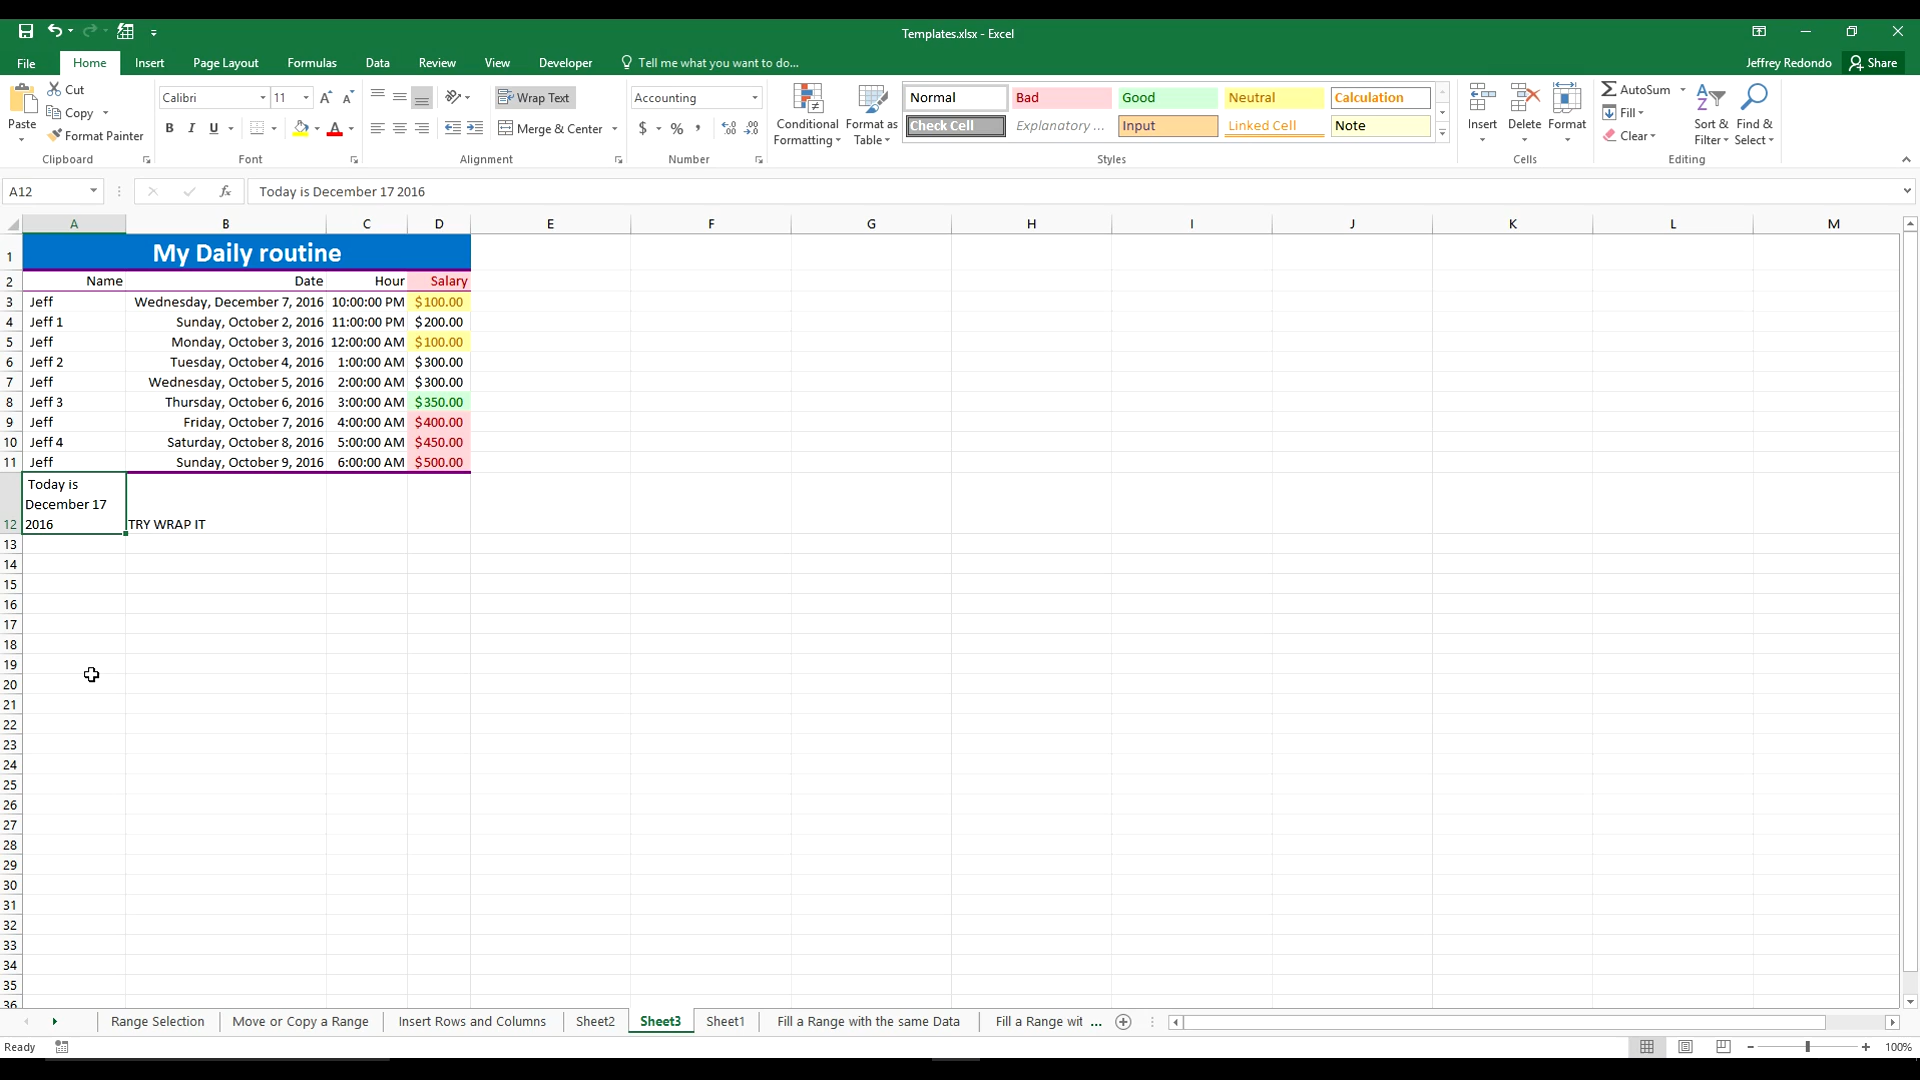 Templates.xlsx - Excel
File Home Insert Page Layout Formulas Data Review View Developer Tell me what you want to do... Jeffrey Redondo Share
Paste
Cut
Copy
Format Painter
Clipboard
Calibri 11
B I U
Font
Wrap Text
Merge & Center
Alignment
Accounting
$ % ,
Number
Conditional Formatting
Format as Table
Normal Bad Good Neutral Calculation
Check Cell Explanatory ... Input Linked Cell Note
Styles
Insert Delete Format
Cells
AutoSum
Fill
Clear
Sort & Filter
Find & Select
Editing
A12 fx Today is December 17 2016
A B C D E F G H I J K L M
1 My Daily routine
2 Name Date Hour Salary
3 Jeff Wednesday, December 7, 2016 10:00:00 PM $100.00
4 Jeff 1 Sunday, October 2, 2016 11:00:00 PM $200.00
5 Jeff Monday, October 3, 2016 12:00:00 AM $100.00
6 Jeff 2 Tuesday, October 4, 2016 1:00:00 AM $300.00
7 Jeff Wednesday, October 5, 2016 2:00:00 AM $300.00
8 Jeff 3 Thursday, October 6, 2016 3:00:00 AM $350.00
9 Jeff Friday, October 7, 2016 4:00:00 AM $400.00
10 Jeff 4 Saturday, October 8, 2016 5:00:00 AM $450.00
11 Jeff Sunday, October 9, 2016 6:00:00 AM $500.00
Today is
December 17
12 2016 TRY WRAP IT
13
14
15
16
17
18
19
20
21
22
23
24
25
26
27
28
29
30
31
32
33
34
35
36
Range Selection Move or Copy a Range Insert Rows and Columns Sheet2 Sheet3 Sheet1 Fill a Range with the same Data Fill a Range wit ...
Ready 100%